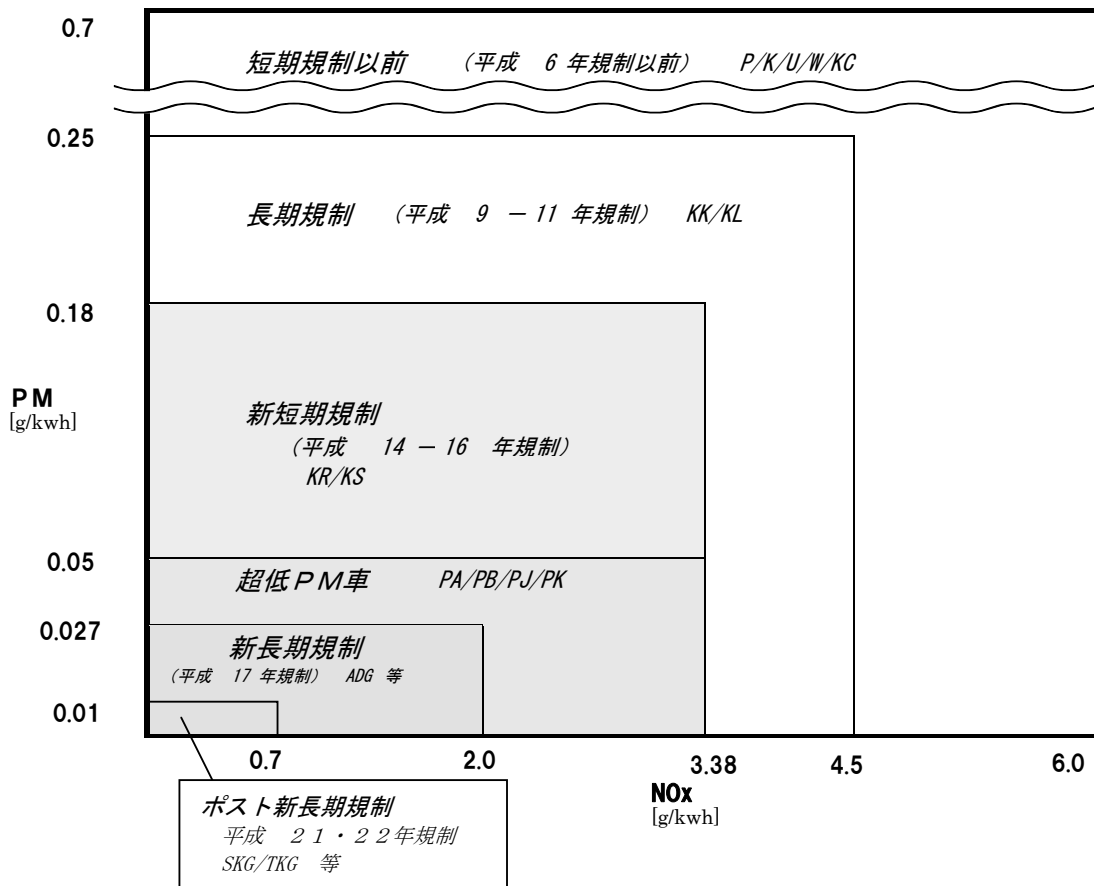 0.7
短期規制以前 （平成 6 年規制以前） P/K/U/W/KC
0.25
長期規制 （平成 9 － 11 年規制） KK/KL
0.18
PM
[g/kwh]
新短期規制
（平成 14 － 16 年規制）
KR/KS
0.05
超低ＰＭ車 PA/PB/PJ/PK
0.027
新長期規制
（平成 17 年規制） ADG 等
0.01
0.7
2.0
3.38
4.5
6.0
NOx
[g/kwh]
ポスト新長期規制
平成 ２１・２２年規制
SKG/TKG 等